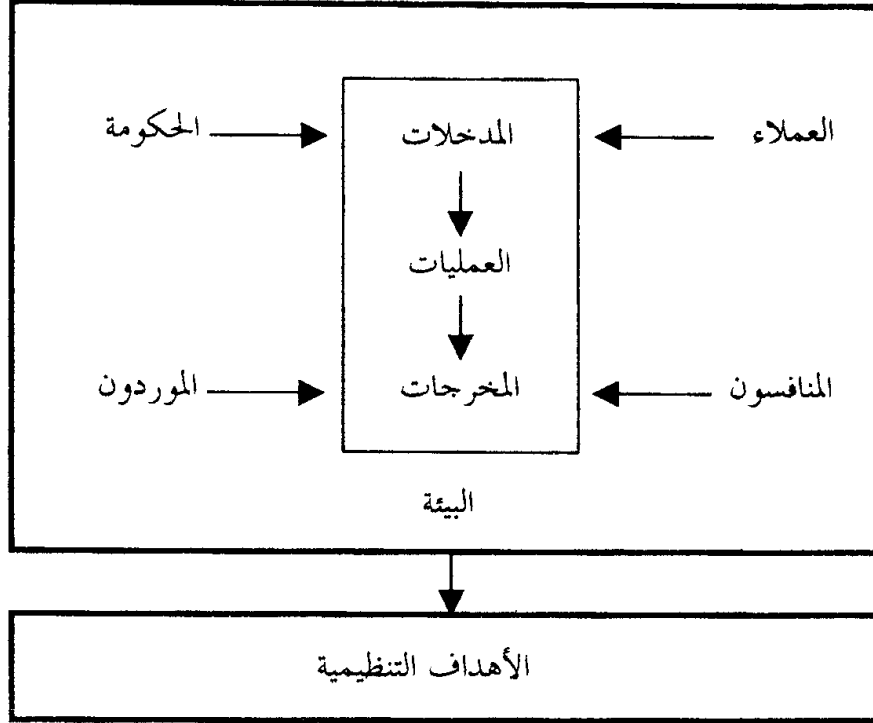 العملاء
المدخلات
الحكومة
العمليات
المنافسون
المخرجات
الموردون
البيئة
الأهداف التنظيمية